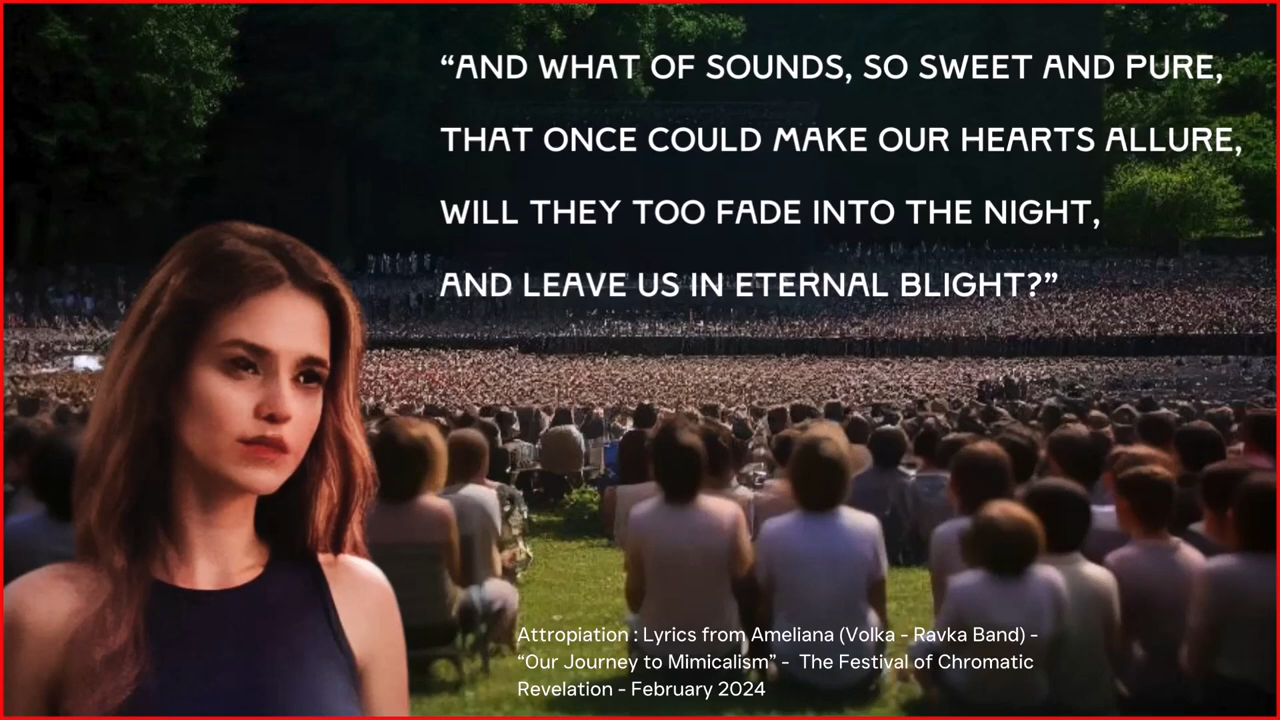 “AND WHAT OF SOUNDS, SO SWEET AND PURE,
THAT ONCE COULD MAKE OUR HEARTS ALLURE,
WILL THEY TOO FADE INTO THE NIGHT,
AND LEAVE US IN ETERNAL BLIGHT?”
Attropiation : Lyrics from Ameliana (Volka - Ravka Band) -
“Our Journey to Mimicalism” - The Festival of Chromatic
Revelation - February 2024